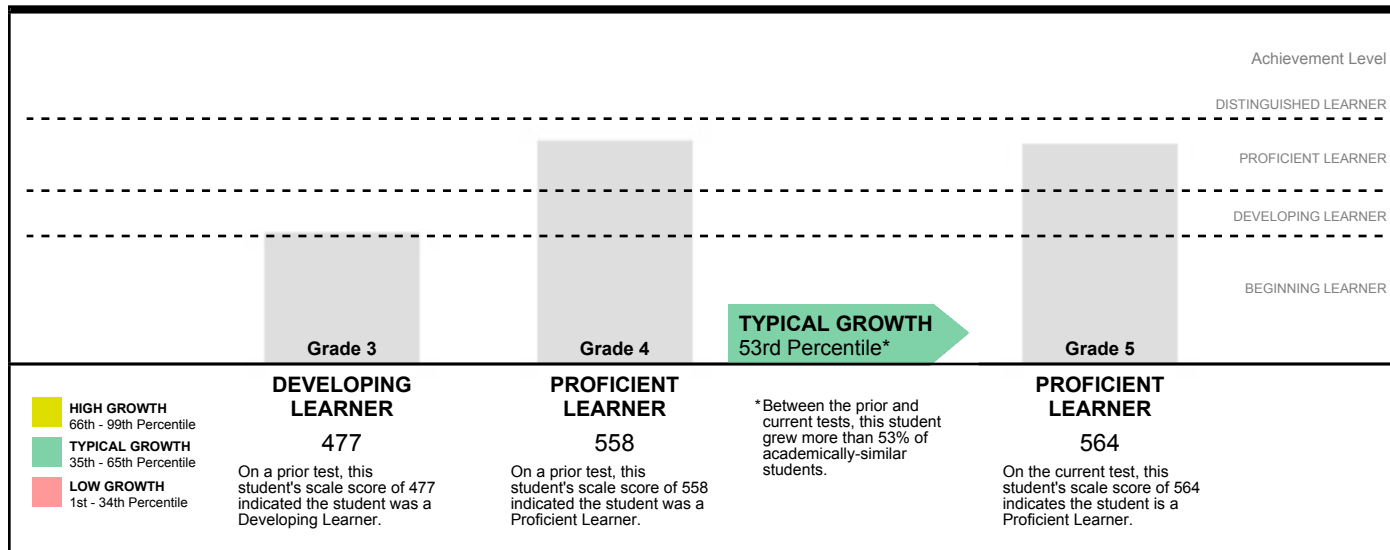 Achievement Level
DISTINGUISHED LEARNER
PROFICIENT LEARNER
DEVELOPING LEARNER
BEGINNING LEARNER
Grade 3
Grade 4
TYPICAL GROWTH
53rd Percentile*
Grade 5
HIGH GROWTH
66th - 99th Percentile
TYPICAL GROWTH
35th - 65th Percentile
LOW GROWTH
1st - 34th Percentile
DEVELOPING
LEARNER
477
On a prior test, this
student's scale score of 477
indicated the student was a
Developing Learner.
PROFICIENT
LEARNER
558
On a prior test, this
student's scale score of 558
indicated the student was a
Proficient Learner.
*Between the prior and
current tests, this student
grew more than 53% of
academically-similar
students.
PROFICIENT
LEARNER
564
On the current test, this
student's scale score of 564
indicates the student is a
Proficient Learner.